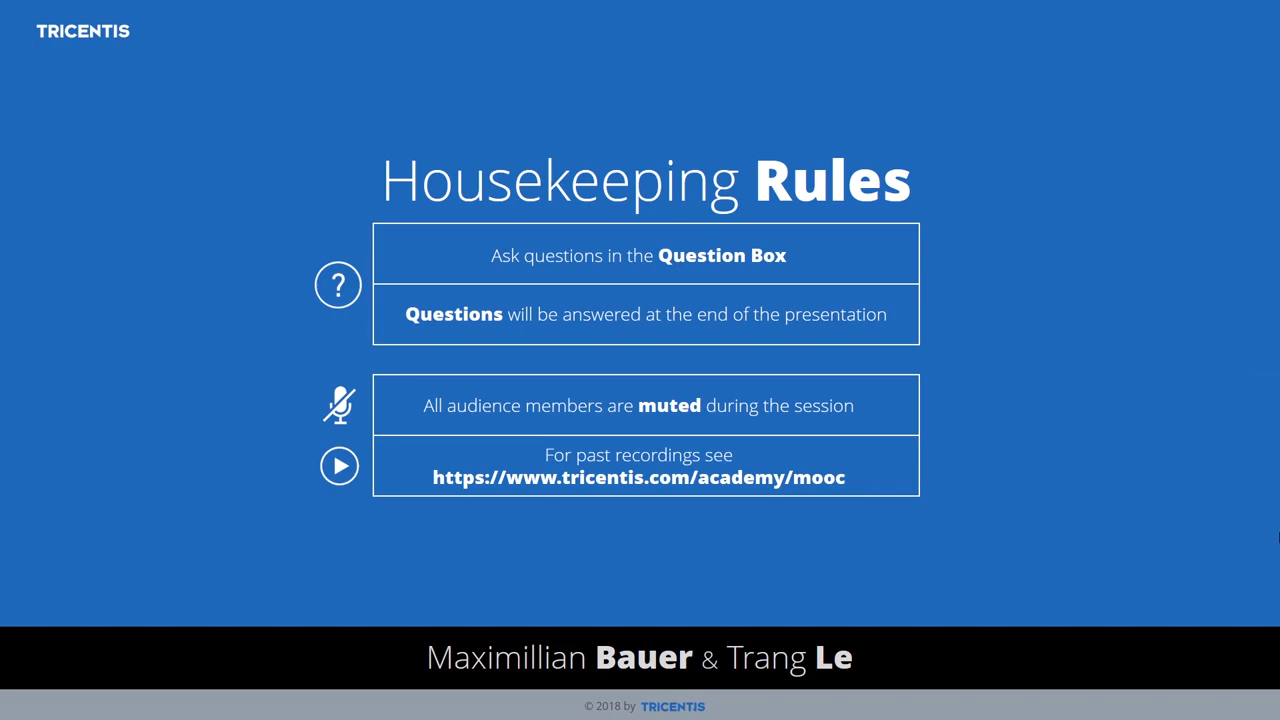 TRICENTIS
Housekeeping Rules
Ask questions in the Question Box
?
Questions will be answered at the end of the presentation
All audience members are muted during the session
For past recordings see
https://www.tricentis.com/academy/mooc
Maximillian Bauer & Trang Le
© 2018 by TRICENTIS